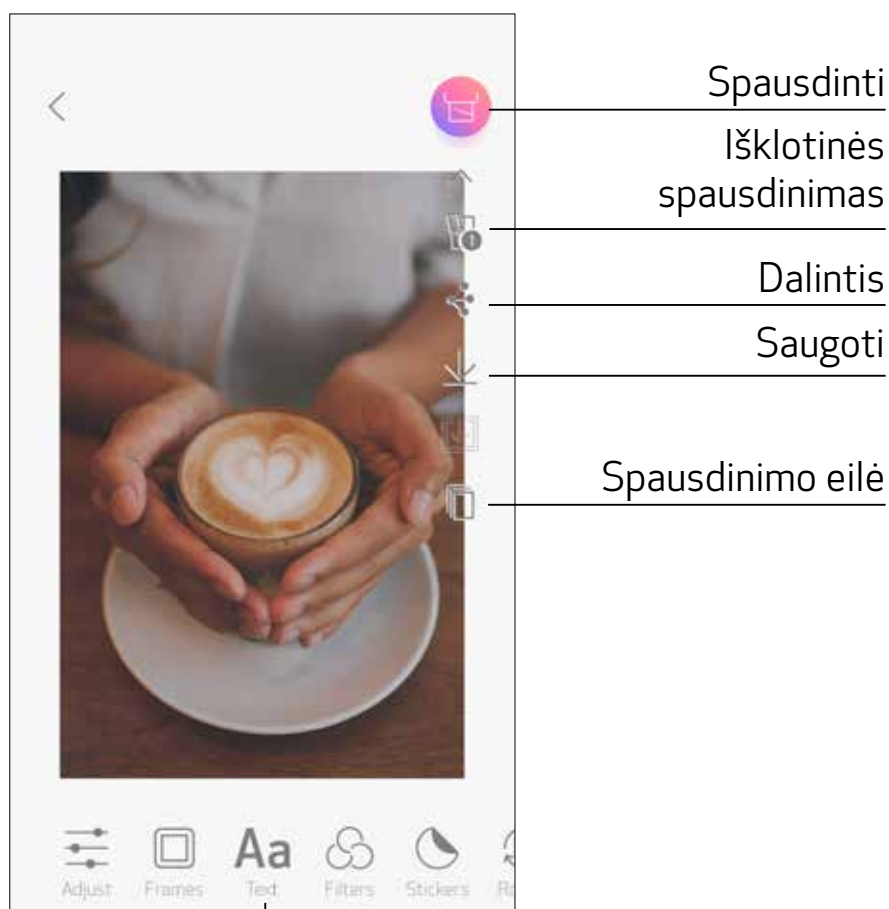 Spausdinti
Išklotinės
spausdinimas
Dalintis
Saugoti
Spausdinimo eilė
Adjust
Frames
Aa
Text
Filters
Stickers